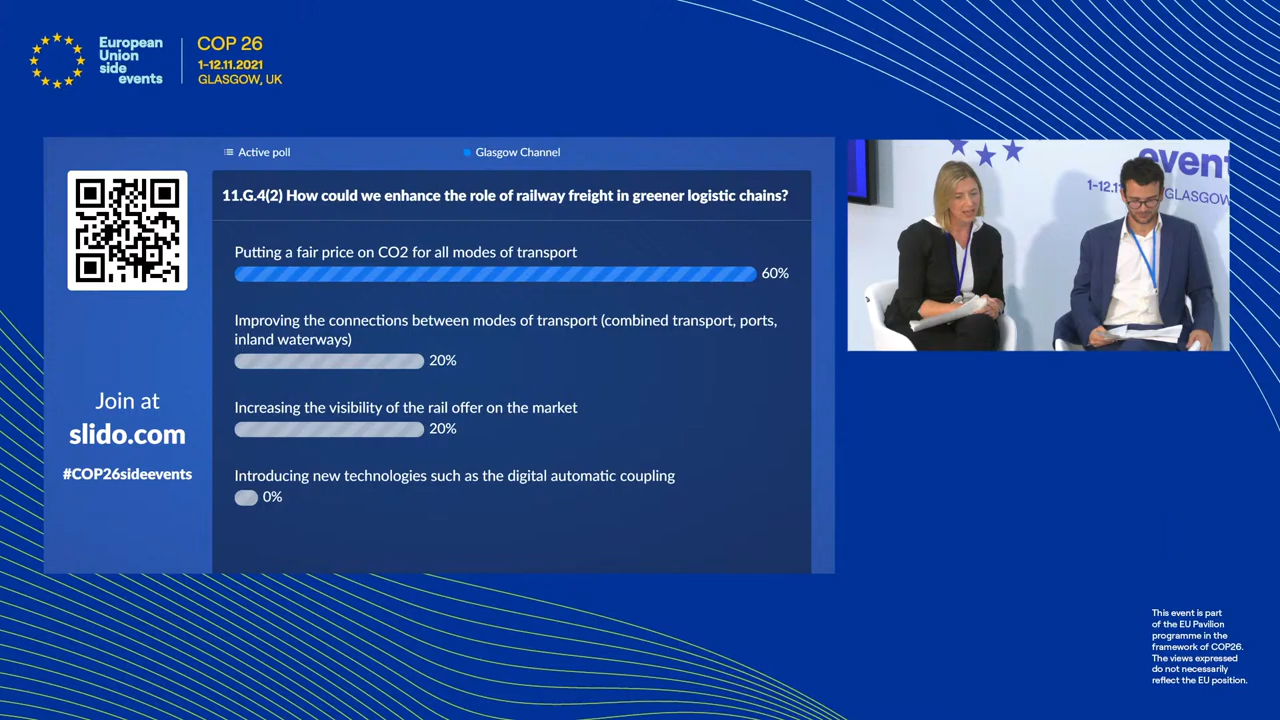 European
Union
side
events
COP 26
1-12.11.2021
GLASGOW, UK
Active poll
Glasgow Channel
11.G.4(2) How could we enhance the role of railway freight in greener logistic chains?
Putting a fair price on CO2 for all modes of transport
60%
Improving the connections between modes of transport (combined transport, ports,
inland waterways)
20%
Increasing the visibility of the rail offer on the market
20%
Introducing new technologies such as the digital automatic coupling
0%
Join at
slido.com
#COP26sideevents
event
1-12.1
GLASGOW
This event is part
of the EU Pavilion
programme in the
framework of COP26.
The views expressed
do not necessarily
reflect the EU position.